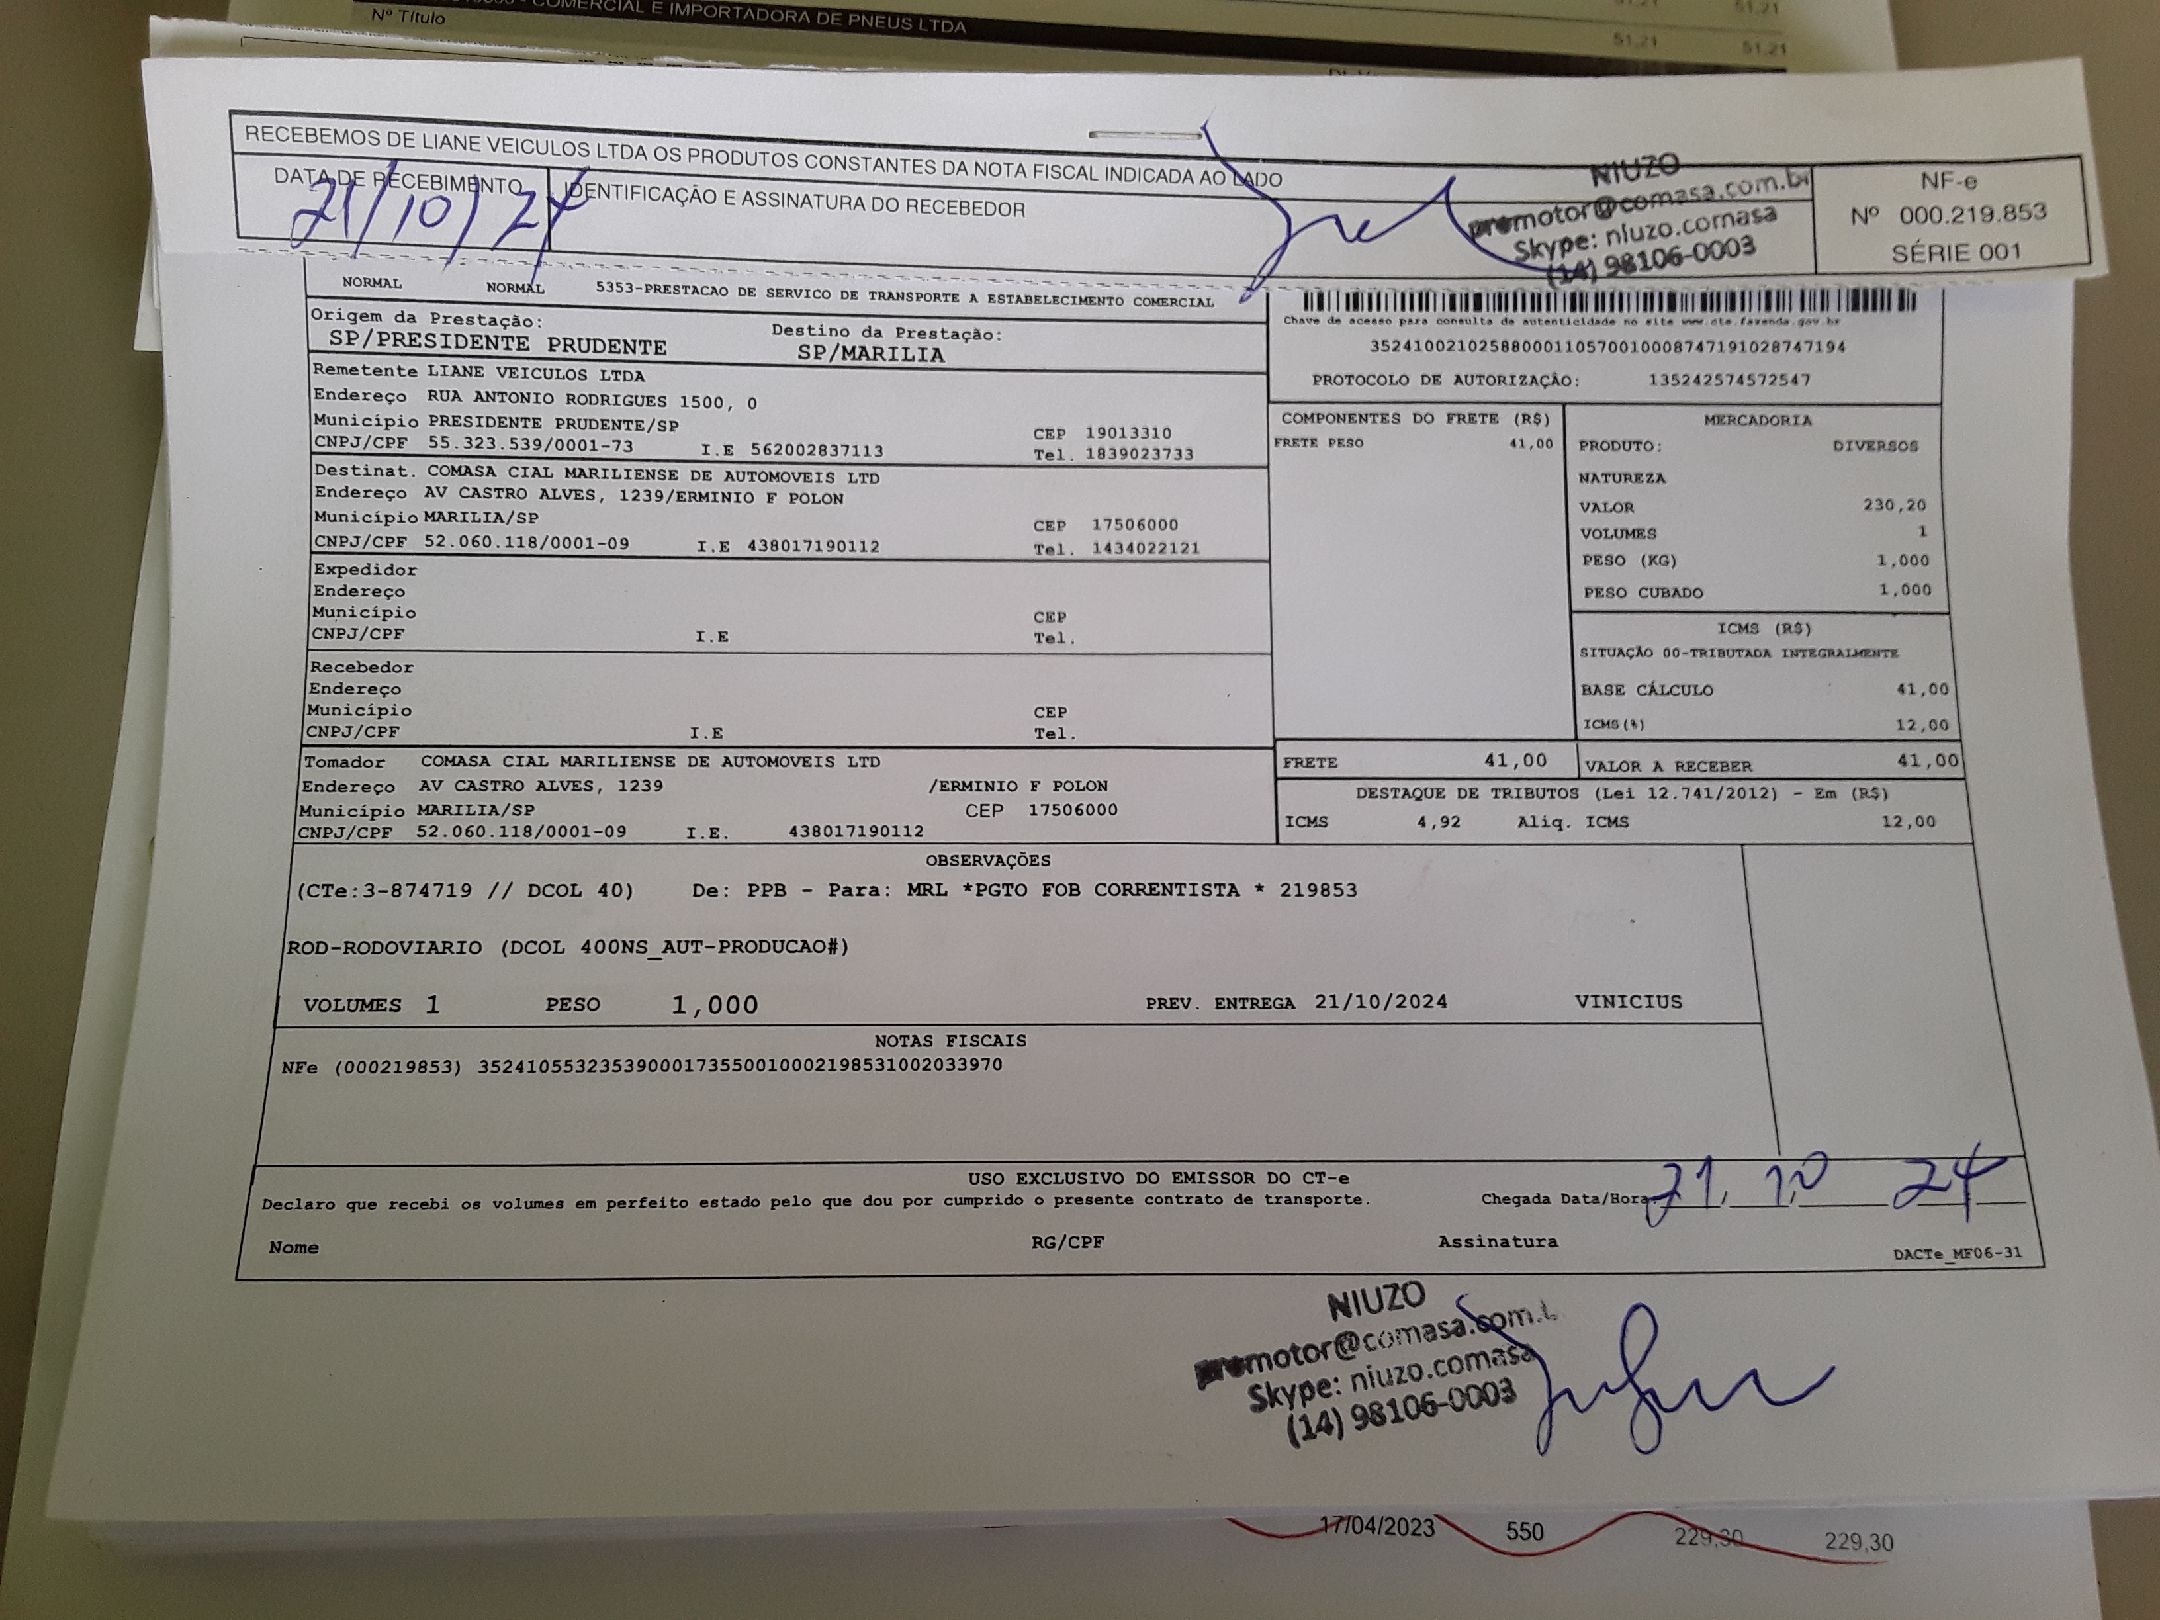 COMERCIAL E IMPORTADORA DE PNEUS LTDA
Nº Título
51,21
51,21 51,21
RECEBEMOS DE LIANE VEICULOS LTDA OS PRODUTOS CONSTANTES DA NOTA FISCAL INDICADA AO LADO
DATA DE RECEBIMENTO
IDENTIFICAÇÃO E ASSINATURA DO RECEBEDOR
21/10/24
NIUZO
promotor@comasa.com.br
Skype: niuzo.comasa
(14) 98106-0003
NF-e
Nº 000.219.853
SÉRIE 001
NORMAL NORMAL 5353-PRESTACAO DE SERVICO DE TRANSPORTE A ESTABELECIMENTO COMERCIAL
Origem da Prestação: Destino da Prestação:
SP/PRESIDENTE PRUDENTE SP/MARILIA
Chave de acesso para consulta de autenticidade no site www.cte.fazenda.gov.br
35241002102588000110570010008747191028747194
PROTOCOLO DE AUTORIZAÇÃO: 135242574572547
Remetente LIANE VEICULOS LTDA
Endereço RUA ANTONIO RODRIGUES 1500, 0
Município PRESIDENTE PRUDENTE/SP CEP 19013310
CNPJ/CPF 55.323.539/0001-73 I.E 562002837113 Tel. 1839023733
Destinat. COMASA CIAL MARILIENSE DE AUTOMOVEIS LTD
Endereço AV CASTRO ALVES, 1239/ERMINIO F POLON
Município MARILIA/SP CEP 17506000
CNPJ/CPF 52.060.118/0001-09 I.E 438017190112 Tel. 1434022121
Expedidor
Endereço
Município CEP
CNPJ/CPF I.E Tel.
Recebedor
Endereço
Município CEP
CNPJ/CPF I.E Tel.
Tomador COMASA CIAL MARILIENSE DE AUTOMOVEIS LTD
Endereço AV CASTRO ALVES, 1239 /ERMINIO F POLON
Município MARILIA/SP CEP 17506000
CNPJ/CPF 52.060.118/0001-09 I.E. 438017190112
COMPONENTES DO FRETE (R$)
FRETE PESO 41,00
MERCADORIA
PRODUTO: DIVERSOS
NATUREZA
VALOR 230,20
VOLUMES 1
PESO (KG) 1,000
PESO CUBADO 1,000
ICMS (R$)
SITUAÇÃO 00-TRIBUTADA INTEGRALMENTE
BASE CÁLCULO 41,00
ICMS(%) 12,00
FRETE 41,00 VALOR A RECEBER 41,00
DESTAQUE DE TRIBUTOS (Lei 12.741/2012) - Em (R$)
ICMS 4,92 Aliq. ICMS 12,00
OBSERVAÇÕES
(CTe:3-874719 // DCOL 40) De: PPB - Para: MRL *PGTO FOB CORRENTISTA * 219853
ROD-RODOVIARIO (DCOL 400NS_AUT-PRODUCAO#)
VOLUMES 1 PESO 1,000 PREV. ENTREGA 21/10/2024 VINICIUS
NOTAS FISCAIS
NFe (000219853) 35241055323539000173550010002198531002033970
USO EXCLUSIVO DO EMISSOR DO CT-e
Declaro que recebi os volumes em perfeito estado pelo que dou por cumprido o presente contrato de transporte. Chegada Data/Hora 21 10 24
Nome RG/CPF Assinatura
DACTe_MF06-31
NIUZO
promotor@comasa.com.b
Skype: niuzo.comasa
(14) 98106-0003
17/04/2023 550 229,30 229,30